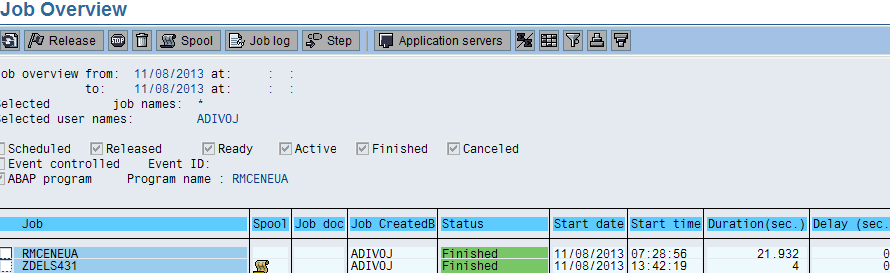 Job Overview
Release Spool Job log Step Application servers
ob overview from: 11/08/2013 at: : :
to: 11/08/2013 at: : :
elected job names: *
elected user names: ADIVOJ
Scheduled Released Ready Active Finished Canceled
Event controlled Event ID:
ABAP program Program name : RMCENEUA
Job Spool Job doc Job CreatedB Status Start date Start time Duration(sec.) Delay (sec.
RMCENEUA ADIVOJ Finished 11/08/2013 07:28:56 21.932 0
ZDELS431 ADIVOJ Finished 11/08/2013 13:42:19 4 0